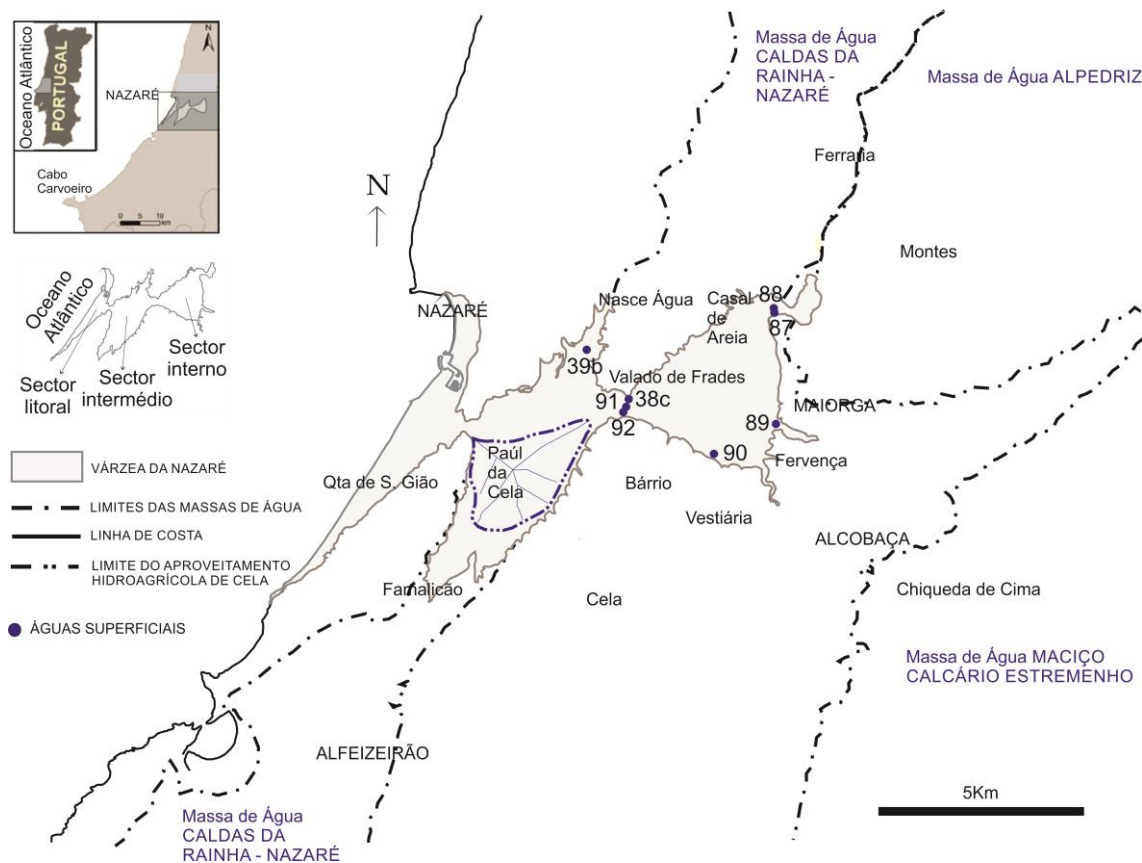 Oceano Atlântico
PORTUGAL
N
NAZARÉ
Cabo
Carvoeiro
0 5 10
km
Oceano
Atlântico
Sector
interno
Sector
intermédio
Sector
litoral
VÁRZEA DA NAZARÉ
LIMITES DAS MASSAS DE ÁGUA
LINHA DE COSTA
LIMITE DO APROVEITAMENTO
HIDROAGRÍCOLA DE CELA
ÁGUAS SUPERFICIAIS
Massa de Água
CALDAS DA
RAINHA -
NAZARÉ
Massa de Água ALPEDRIZ
Ferraria
N
Montes
NAZARÉ
Nasce Água
Casal
de
Areia
88
87
39b
Valado de Frades
91
38c
92
MAIORGA
89
90
Fervença
Paúl
da
Cela
Qta de S. Gião
Bárrio
Vestiária
ALCOBAÇA
Famalicão
Cela
Chiqueda de Cima
Massa de Água MACIÇO
CALCÁRIO ESTREMENHO
ALFEIZEIRÃO
5Km
Massa de Água
CALDAS DA
RAINHA - NAZARÉ